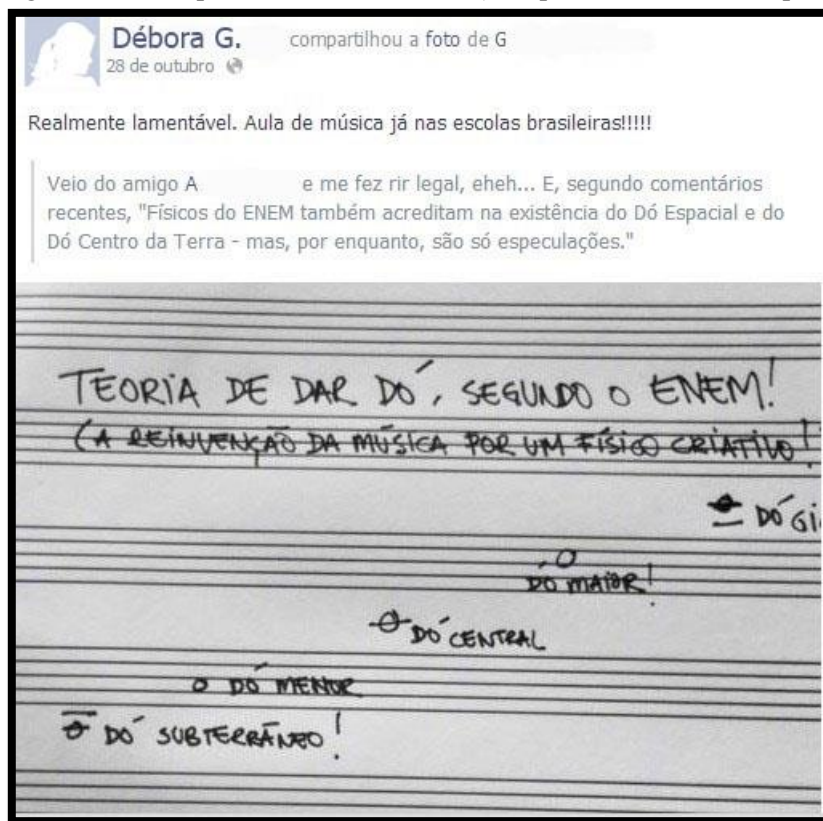 Débora G. compartilhou a foto de G
28 de outubro
Realmente lamentável. Aula de música já nas escolas brasileiras!!!!!
Veio do amigo A e me fez rir legal, eheh... E, segundo comentários
recentes, "Físicos do ENEM também acreditam na existência do Dó Espacial e do
Dó Centro da Terra - mas, por enquanto, são só especulações."
TEORIA DE DAR DÓ, SEGUNDO O ENEM!
(A REINVENÇÃO DA MÚSICA POR UM FÍSICO CRIATIVO!
DÓ MAIOR!
DÓ CENTRAL
DÓ MENOR
DÓ SUBTERRÂNEO!